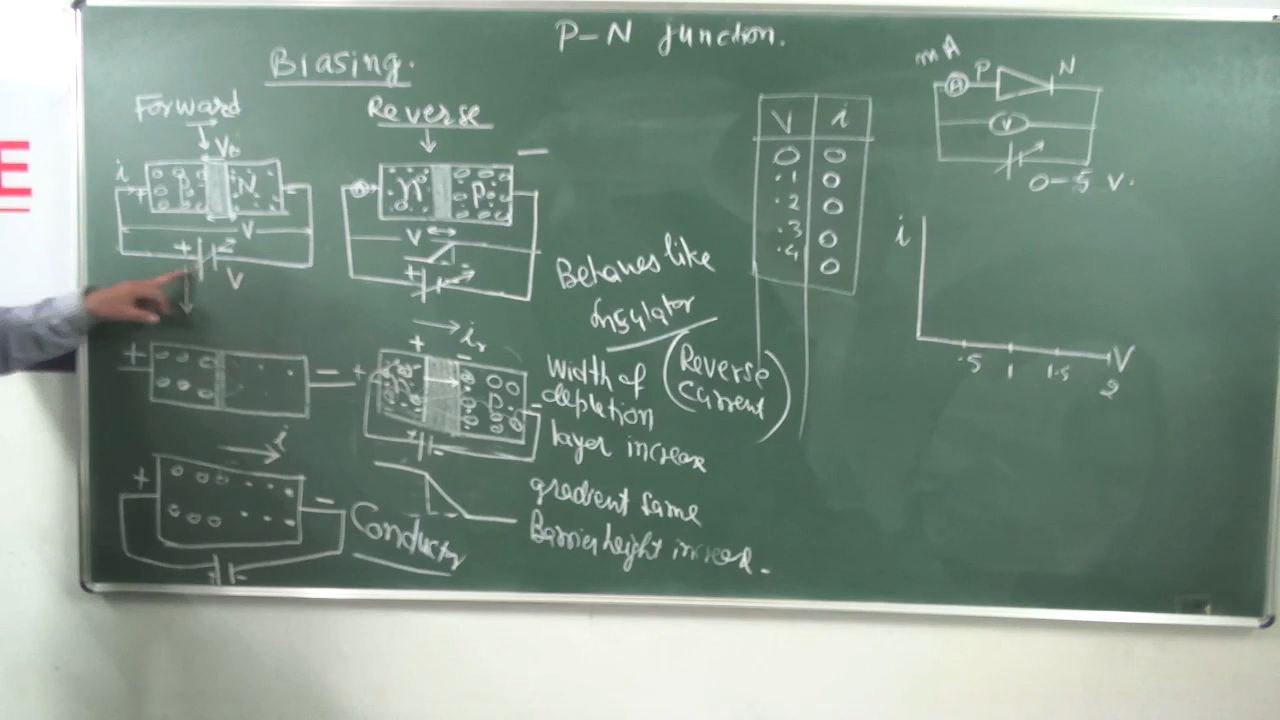 P-N junction.
Biasing.
Forward
V₀
i
P N
V
+
V
+ -
i
+ -
Conductor
Reverse
n P
V
+ -
iᵣ
+ -
n P
+ -
Behaves like
Insulator
(Reverse
Current)
Width of
depletion
layer increase
gradient same
Barrier height increase.
V i
0 0
.1 0
.2 0
.3 0
.4 0
mA
A P N
V
0-5 V.
i
.5 1 1.5 2 V
E